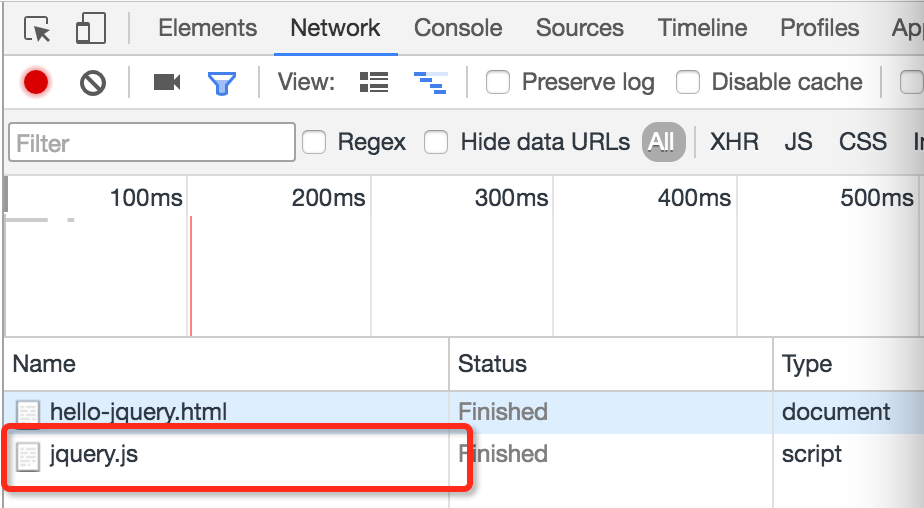 Elements Network Console Sources Timeline Profiles Ap
View: Preserve log Disable cache
Filter Regex Hide data URLs All XHR JS CSS
100ms 200ms 300ms 400ms 500ms
Name Status Type
hello-jquery.html Finished document
jquery.js Finished script